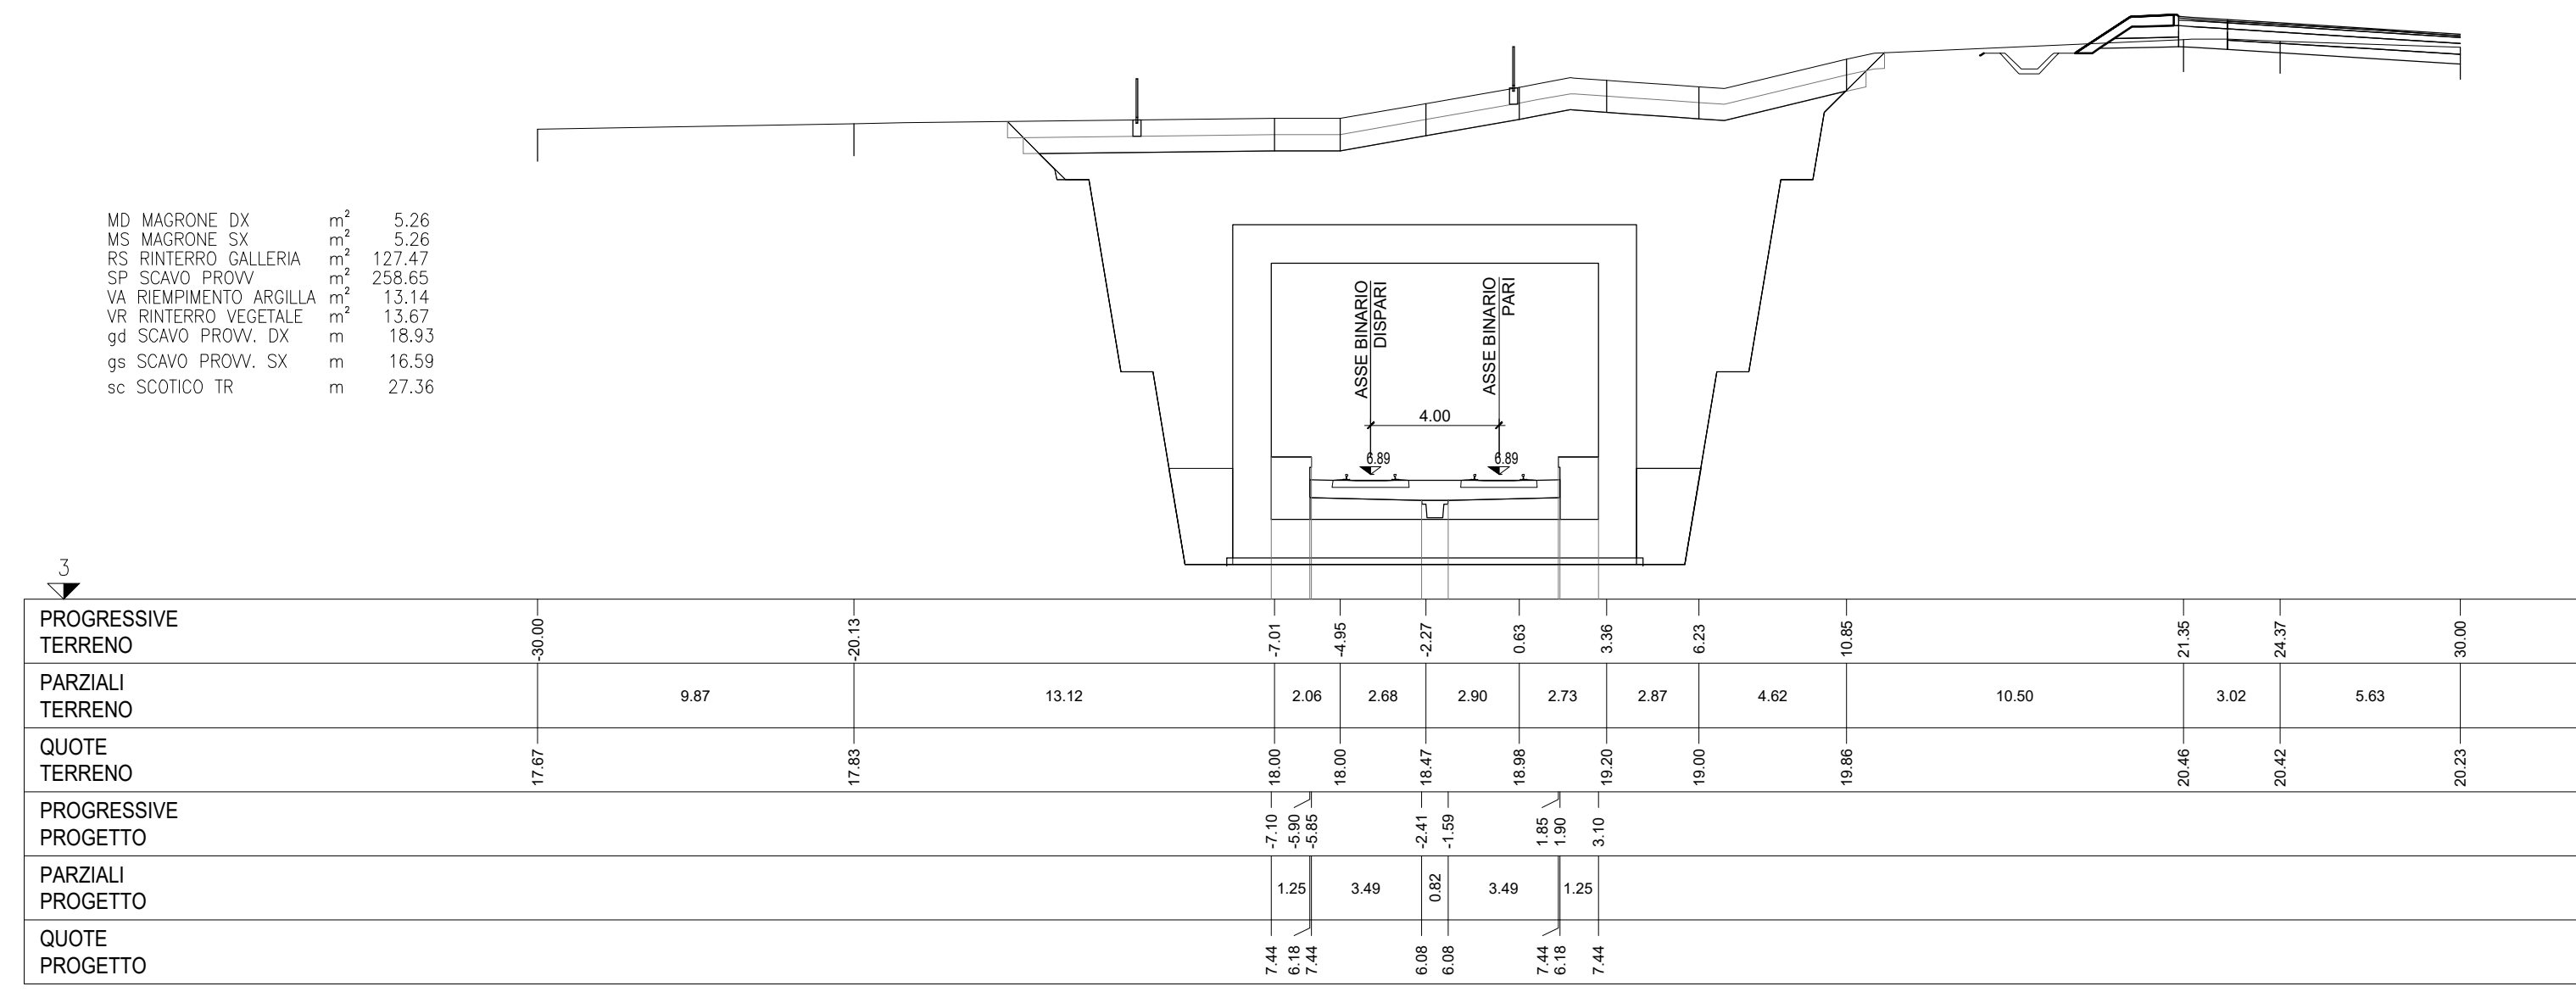 MD MAGRONE DX m² 5.26
MS MAGRONE SX m² 5.26
RS RINTERRO GALLERIA m² 127.47
SP SCAVO PROVV m² 258.65
VA RIEMPIMENTO ARGILLA m² 13.14
VR RINTERRO VEGETALE m² 13.67
gd SCAVO PROVV. DX m 18.93
gs SCAVO PROVV. SX m 16.59
sc SCOTICO TR m 27.36
ASSE BINARIO
DISPARI
ASSE BINARIO
PARI
4.00
6.89 6.89
3
PROGRESSIVE
TERRENO
-30.00 -20.13 -7.01 -4.95 -2.27 0.63 3.36 6.23 10.85 21.35 24.37 30.00
PARZIALI
TERRENO
9.87 13.12 2.06 2.68 2.90 2.73 2.87 4.62 10.50 3.02 5.63
QUOTE
TERRENO
17.67 17.83 18.00 18.00 18.47 18.98 19.20 19.00 19.86 20.46 20.42 20.23
PROGRESSIVE
PROGETTO
-7.10 -5.90 -5.85 -2.41 -1.59 1.85 1.90 3.10
PARZIALI
PROGETTO
1.25 3.49 0.82 3.49 1.25
QUOTE
PROGETTO
7.44 6.18 7.44 6.08 6.08 7.44 6.18 7.44